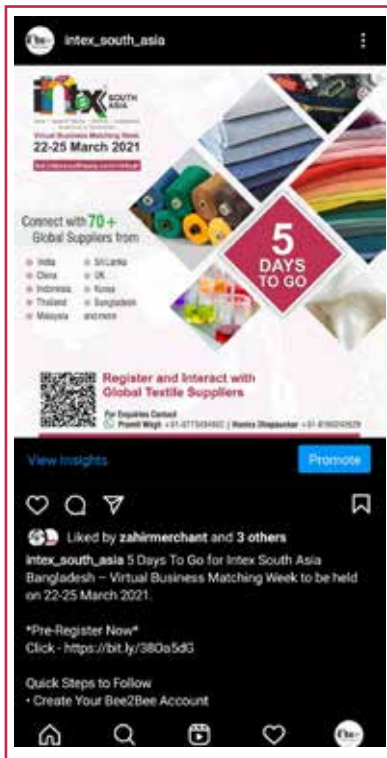 intex_south_asia
intex SOUTH
ASIA
Virtual Business Matching Week
22-25 March 2021
Connect with 70+
Global Suppliers from
India
Sri Lanka
China
UK
Indonesia
Korea
Thailand
Bangladesh
Malaysia
and more
5
DAYS
TO GO
Register and Interact with
Global Textile Suppliers
For Enquiries Contact
View Insights
Promote
Liked by zahirmerchant and 3 others
intex_south_asia 5 Days To Go for Intex South Asia
Bangladesh – Virtual Business Matching Week to be held
on 22-25 March 2021.
*Pre-Register Now*
Click - https://bit.ly/38Oa5dG
Quick Steps to Follow
• Create Your Bee2Bee Account